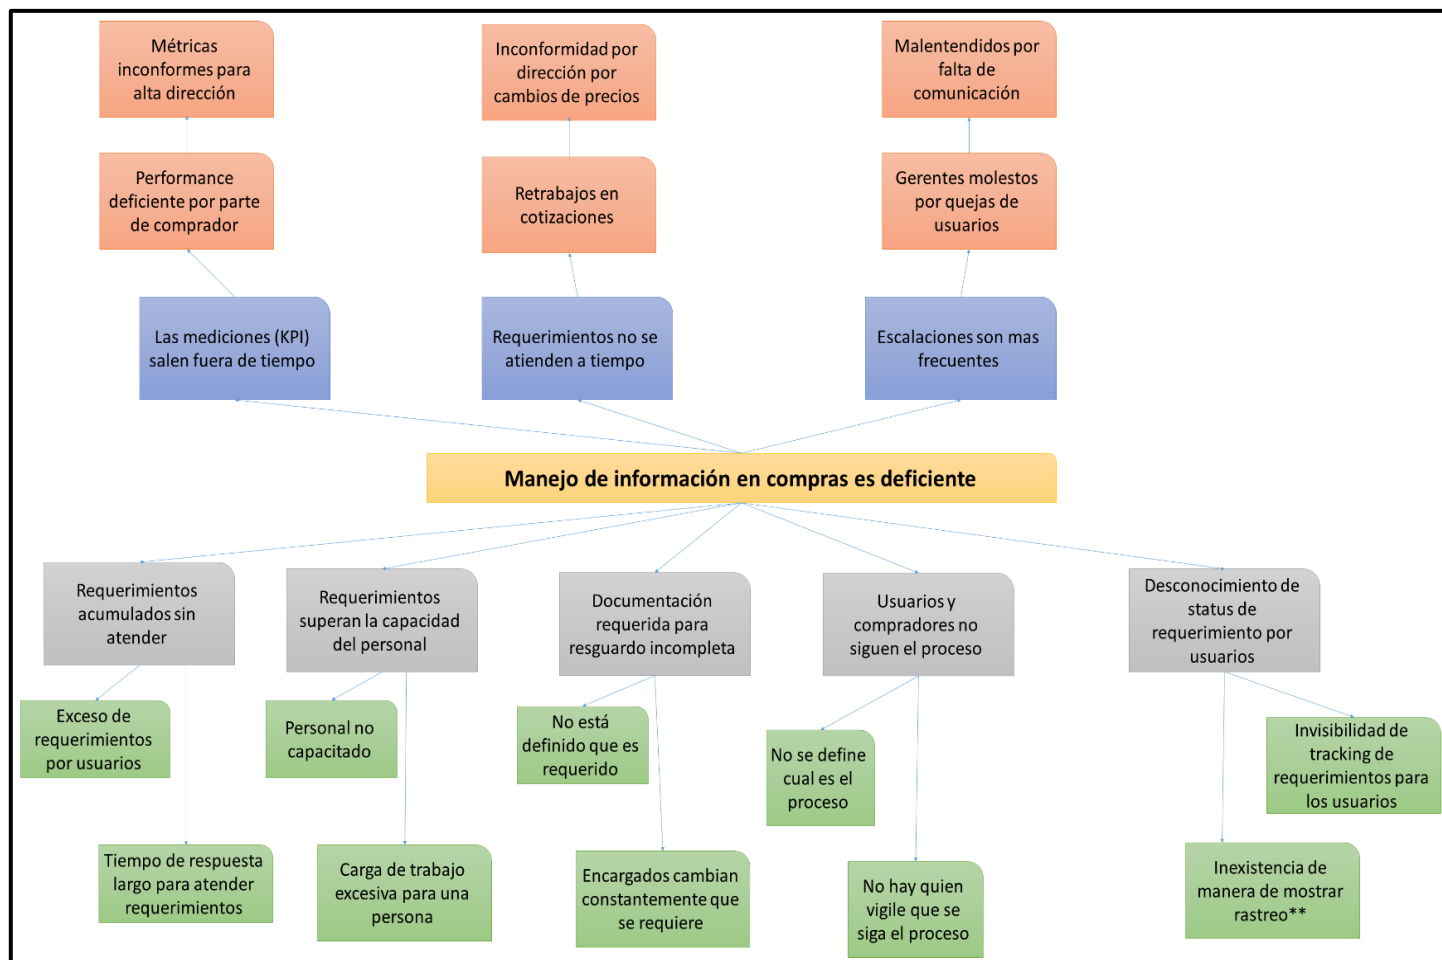 Métricas
inconformes para
alta dirección
Inconformidad por
dirección por
cambios de precios
Malentendidos por
falta de
comunicación
Performance
deficiente por parte
de comprador
Retrabajos en
cotizaciones
Gerentes molestos
por quejas de
usuarios
Las mediciones (KPI)
salen fuera de tiempo
Requerimientos no se
atienden a tiempo
Escalaciones son mas
frecuentes
Manejo de información en compras es deficiente
Requerimientos
acumulados sin
atender
Requerimientos
superan la capacidad
del personal
Documentación
requerida para
resguardo incompleta
Usuarios y
compradores no
siguen el proceso
Desconocimiento de
status de
requerimiento por
usuarios
Exceso de
requerimientos
por usuarios
Personal no
capacitado
No está
definido que es
requerido
No se define
cual es el
proceso
Invisibilidad de
tracking de
requerimientos para
los usuarios
Tiempo de respuesta
largo para atender
requerimientos
Carga de trabajo
excesiva para una
persona
Encargados cambian
constantemente que
se requiere
No hay quien
vigile que se
siga el proceso
Inexistencia de
manera de mostrar
rastreo**